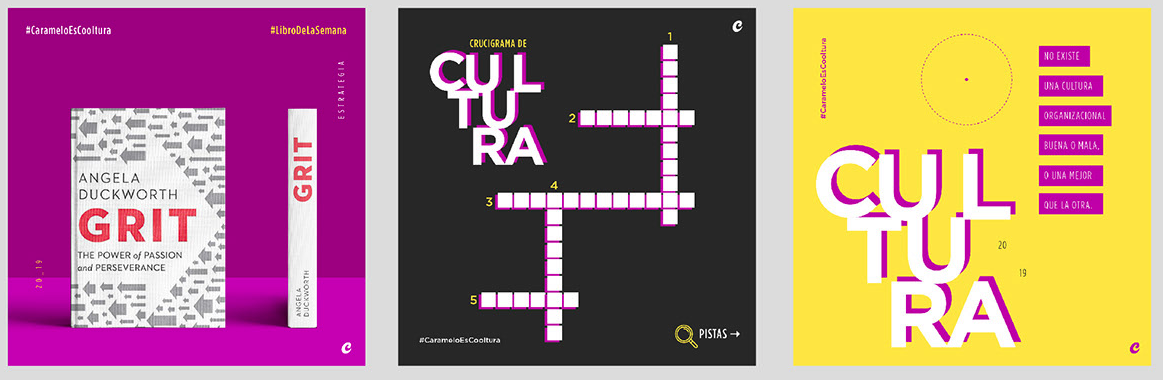 #CarameloEsCooltura
#LibroDeLaSemana
ESTRATEGIA
ANGELA
DUCKWORTH
GRIT
THE POWER of PASSION
and PERSEVERANCE
GRIT
ANGELA
DUCKWORTH
20_19
C
CRUCIGRAMA DE
CUL
TU
RA
1
2
3
4
5
#CarameloEsCooltura
PISTAS →
C
#CarameloEsCooltura
NO EXISTE
UNA CULTURA
ORGANIZACIONAL
BUENA O MALA,
O UNA MEJOR
QUE LA OTRA.
CUL
TU
RA
20
19
C